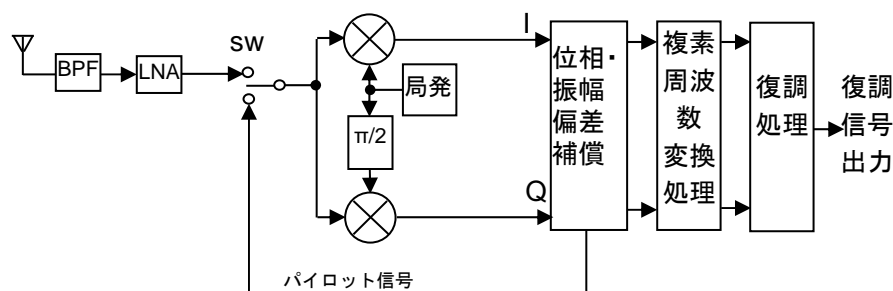 BPF
LNA
SW
局発
π/2
I
Q
位相・
振幅
偏差
補償
複素
周波
数
変換
処理
復調
処理
復調
信号
出力
パイロット信号